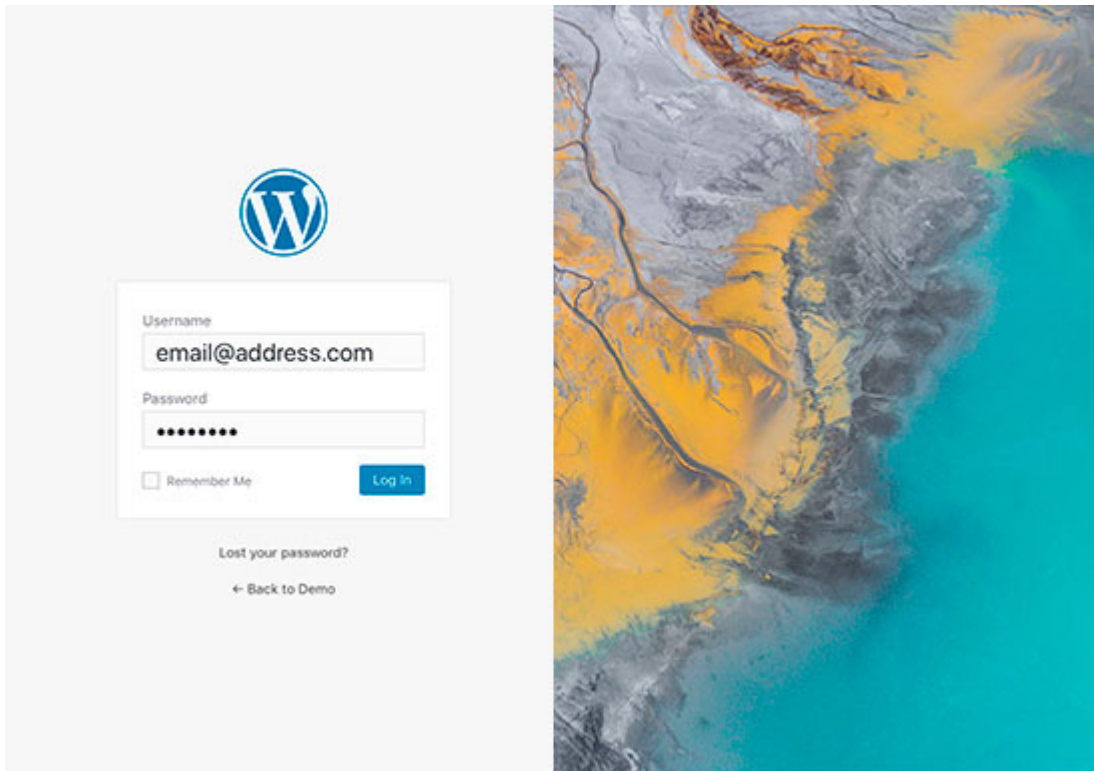 Username
email@address.com
Password
••••••••
Remember Me
Log In
Lost your password?
← Back to Demo